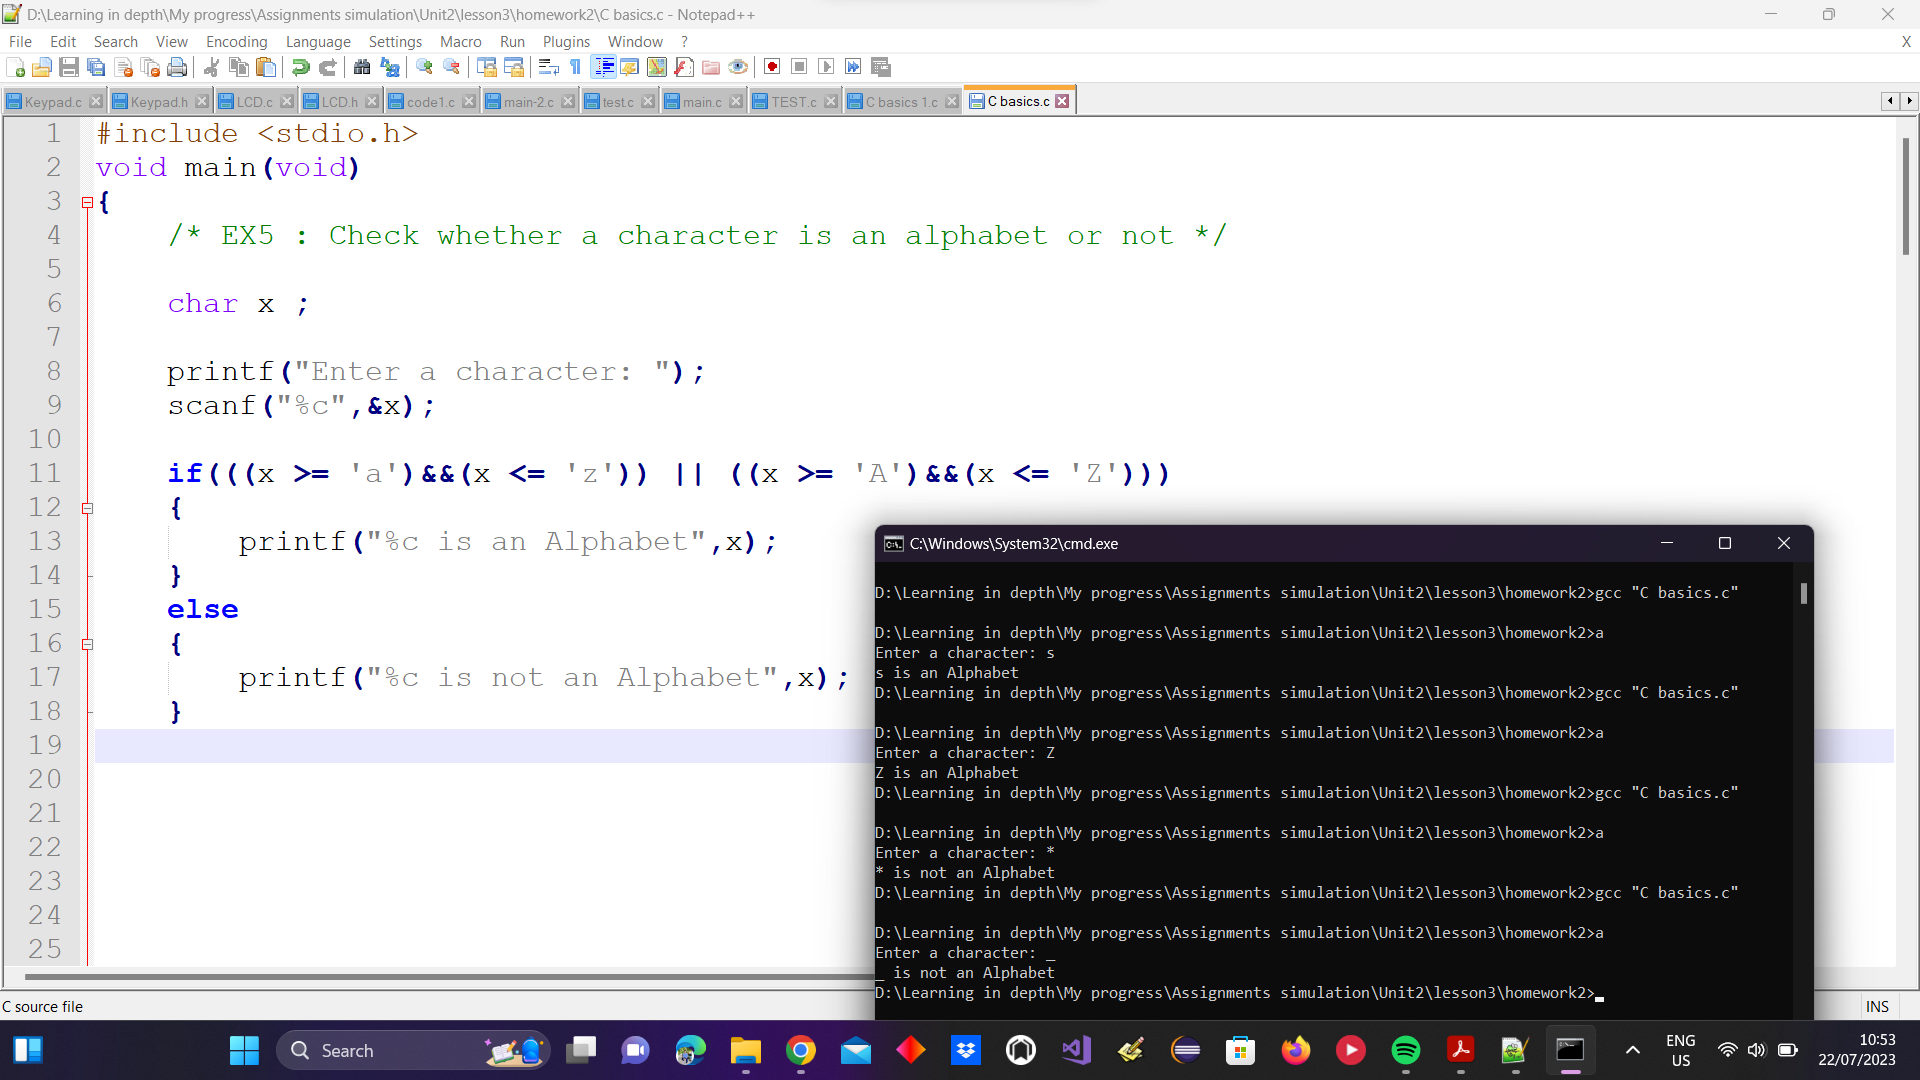 D:\Learning in depth\My progress\Assignments simulation\Unit2\lesson3\homework2\C basics.c - Notepad++
File Edit Search View Encoding Language Settings Macro Run Plugins Window ? X
Keypad.c Keypad.h LCD.c LCD.h code1.c main-2.c test.c main.c TEST.c C basics 1.c C basics.c
1 #include <stdio.h>
2 void main(void)
3 {
4 /* EX5 : Check whether a character is an alphabet or not */
5
6 char x ;
7
8 printf("Enter a character: ");
9 scanf("%c",&x);
10
11 if(((x >= 'a')&&(x <= 'z')) || ((x >= 'A')&&(x <= 'Z')))
12 {
13 printf("%c is an Alphabet",x);
14 }
15 else
16 {
17 printf("%c is not an Alphabet",x);
18 }
19
20
21
22
23
24
25
C:\Windows\System32\cmd.exe
D:\Learning in depth\My progress\Assignments simulation\Unit2\lesson3\homework2>gcc "C basics.c"
D:\Learning in depth\My progress\Assignments simulation\Unit2\lesson3\homework2>a
Enter a character: s
s is an Alphabet
D:\Learning in depth\My progress\Assignments simulation\Unit2\lesson3\homework2>gcc "C basics.c"
D:\Learning in depth\My progress\Assignments simulation\Unit2\lesson3\homework2>a
Enter a character: Z
Z is an Alphabet
D:\Learning in depth\My progress\Assignments simulation\Unit2\lesson3\homework2>gcc "C basics.c"
D:\Learning in depth\My progress\Assignments simulation\Unit2\lesson3\homework2>a
Enter a character: *
* is not an Alphabet
D:\Learning in depth\My progress\Assignments simulation\Unit2\lesson3\homework2>gcc "C basics.c"
D:\Learning in depth\My progress\Assignments simulation\Unit2\lesson3\homework2>a
Enter a character: _
_ is not an Alphabet
D:\Learning in depth\My progress\Assignments simulation\Unit2\lesson3\homework2>
C source file INS
Search
ENG
US
10:53
22/07/2023